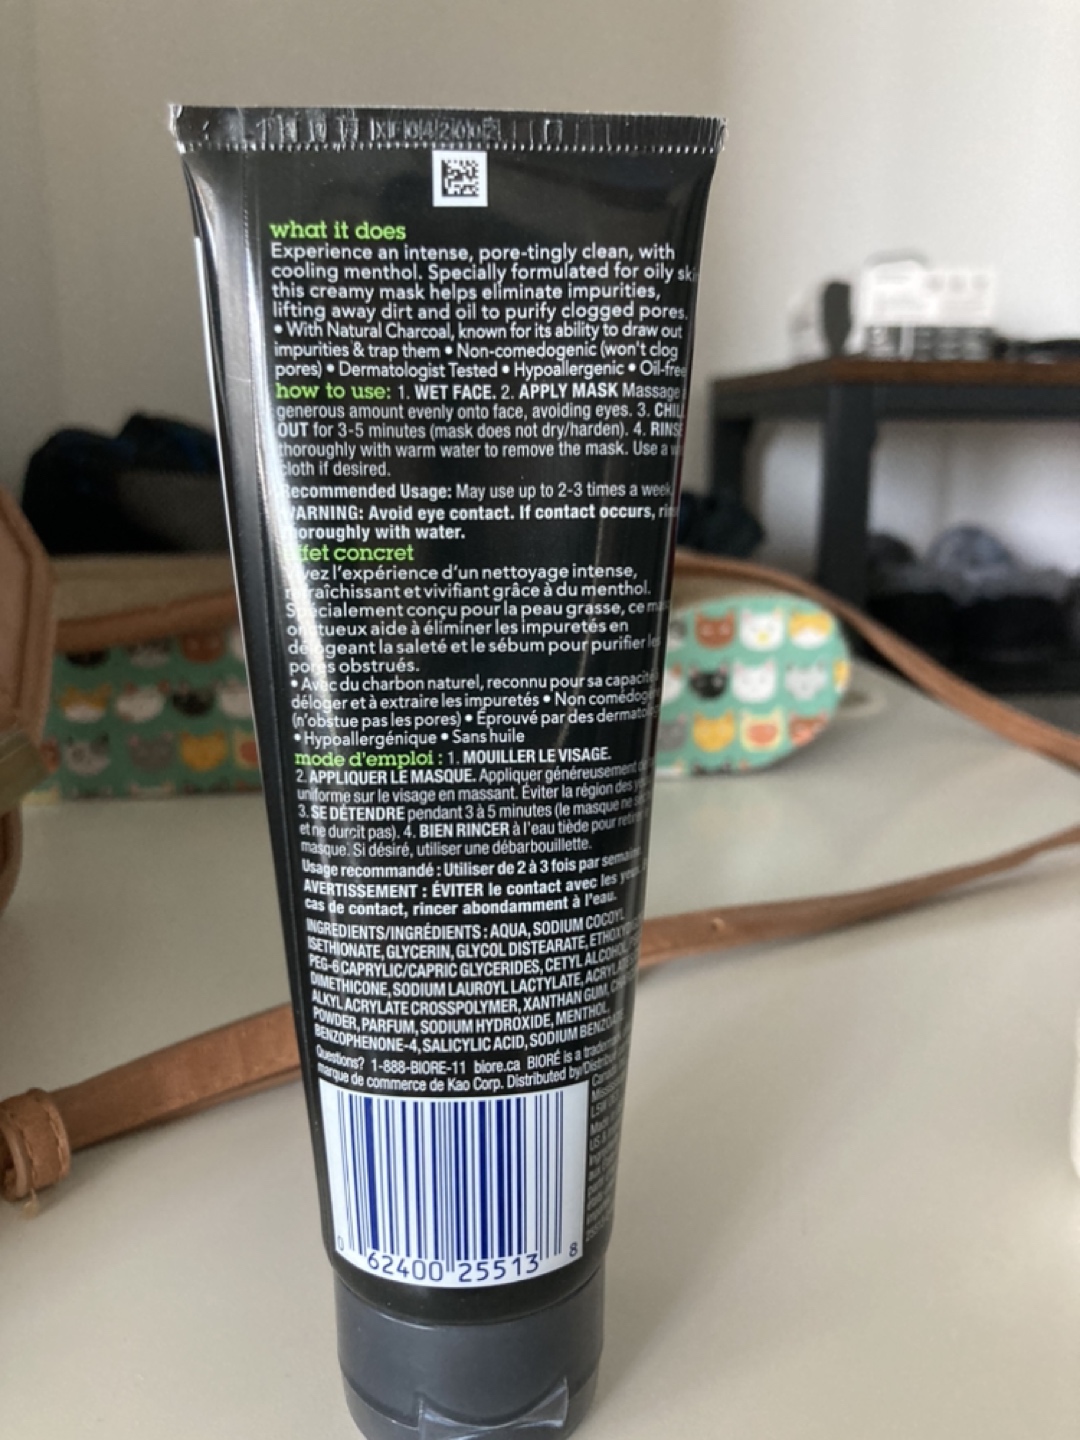 XF04200
what it does
Experience an intense, pore-tingly clean, with
cooling menthol. Specially formulated for oily
this creamy mask helps eliminate impurities,
lifting away dirt and oil to purify clogged pores.
• With Natural Charcoal, known for its ability to draw out
impurities & trap them • Non-comedogenic (won't clog
pores) • Dermatologist Tested • Hypoallergenic •
how to use: 1. WET FACE. 2. APPLY MASK Massage
generous amount evenly onto face, avoiding eyes. 3.
OUT for 3-5 minutes (mask does not dry/harden). 4.
thoroughly with warm water to remove the mask. Use a
cloth if desired.
Recommended Usage: May use up to 2-3 times a week
WARNING: Avoid eye contact. If contact occurs,
thoroughly with water.
concret
l'expérience d'un nettoyage intense,
et vivifiant grâce à du menthol.
Spécialement conçu pour la peau grasse, ce
onctueux aide à éliminer les impuretés en
délogeant la saleté et le sébum pour purifier
pores obstrués.
• Avec du charbon naturel, reconnu pour sa
déloger et à extraire les impuretés • Non
(n'obstue pas les pores) • Éprouvé par des
• Hypoallergénique • Sans huile
mode d'emploi : 1. MOUILLER LE VISAGE.
2. APPLIQUER LE MASQUE. Appliquer généreusement
uniforme sur le visage en massant. Éviter la région des
3. SE DÉTENDRE pendant 3 à 5 minutes (le masque ne
et ne durcit pas). 4. BIEN RINCER à l'eau tiède pour
masque. Si désiré, utiliser une débarbouillette.
Usage recommandé : Utiliser de 2 à 3 fois par
AVERTISSEMENT : ÉVITER le contact avec les
cas de contact, rincer abondamment à l'eau.
INGREDIENTS/INGRÉDIENTS : AQUA, SODIUM COCOYL
ISETHIONATE, GLYCERIN, GLYCOL DISTEARATE,
PEG-6 CAPRYLIC/CAPRIC GLYCERIDES, CETYL ALCOHOL,
DIMETHICONE, SODIUM LAUROYL LACTYLATE,
ALKYL ACRYLATE CROSSPOLYMER, XANTHAN GUM,
POWDER, PARFUM, SODIUM HYDROXIDE, MENTHOL,
BENZOPHENONE-4, SALICYLIC ACID, SODIUM
Questions? 1-888-BIORE-11 biore.ca BIORÉ is a
marque de commerce de Kao Corp. Distributed by
0 62400 25513 8